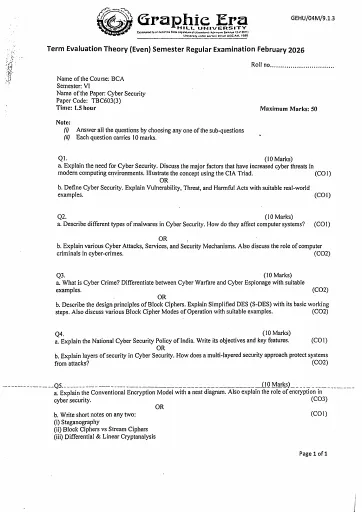 GEHU/04M/9.1.3
Graphic Era
HILL UNIVERSITY
Term Evaluation Theory (Even) Semester Regular Examination February 2026
Roll no..............................
Name of the Course: BCA
Semester: VI
Name of the Paper: Cyber Security
Paper Code: TBC603(3)
Time: 1.5 hour Maximum Marks: 50
Note:
(i) Answer all the questions by choosing any one of the sub-questions
(ii) Each question carries 10 marks.
Q1. (10 Marks)
a. Explain the need for Cyber Security. Discuss the major factors that have increased cyber threats in
modern computing environments. Illustrate the concept using the CIA Triad. (CO1)
OR
b. Define Cyber Security. Explain Vulnerability, Threat, and Harmful Acts with suitable real-world
examples. (CO1)
Q2. (10 Marks)
a. Describe different types of malwares in Cyber Security. How do they affect computer systems? (CO1)
OR
b. Explain various Cyber Attacks, Services, and Security Mechanisms. Also discuss the role of computer
criminals in cyber-crimes. (CO2)
Q3. (10 Marks)
a. What is Cyber Crime? Differentiate between Cyber Warfare and Cyber Espionage with suitable
examples. (CO2)
OR
b. Describe the design principles of Block Ciphers. Explain Simplified DES (S-DES) with its basic working
steps. Also discuss various Block Cipher Modes of Operation with suitable examples. (CO2)
Q4. (10 Marks)
a. Explain the National Cyber Security Policy of India. Write its objectives and key features. (CO1)
OR
b. Explain layers of security in Cyber Security. How does a multi-layered security approach protect systems
from attacks? (CO2)
Q5. (10 Marks)
a. Explain the Conventional Encryption Model with a neat diagram. Also explain the role of encryption in
cyber security. (CO3)
OR
b. Write short notes on any two: (CO1)
(i) Staganography
(ii) Block Ciphers vs Stream Ciphers
(iii) Differential & Linear Cryptanalysis
Page 1 of 1